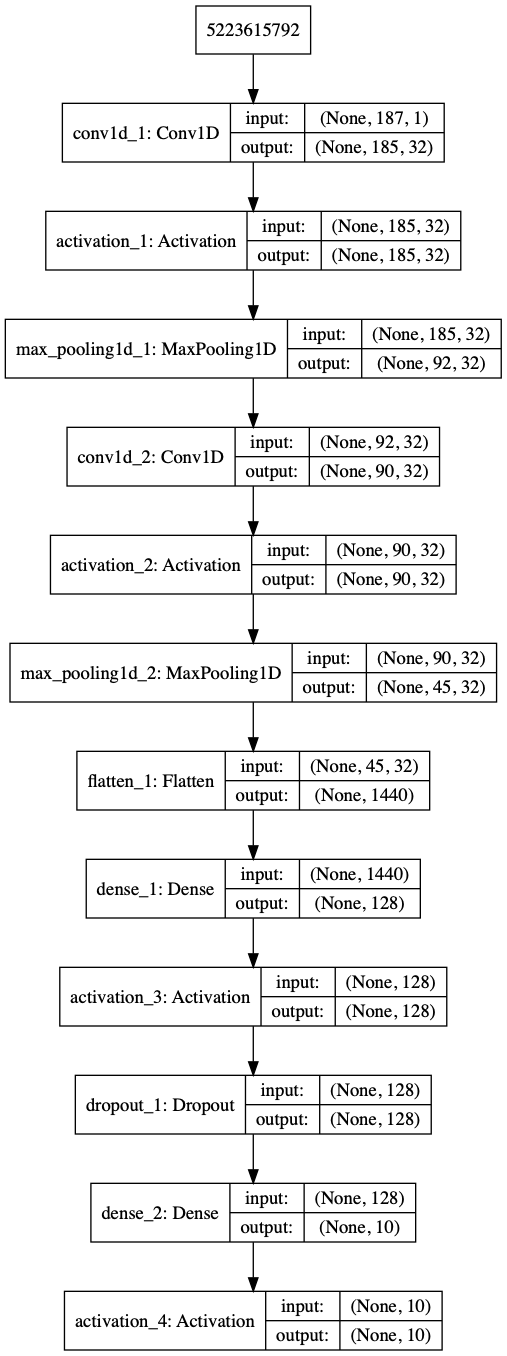 5223615792
conv1d_1: Conv1D input: (None, 187, 1)
output: (None, 185, 32)
activation_1: Activation input: (None, 185, 32)
output: (None, 185, 32)
max_pooling1d_1: MaxPooling1D input: (None, 185, 32)
output: (None, 92, 32)
conv1d_2: Conv1D input: (None, 92, 32)
output: (None, 90, 32)
activation_2: Activation input: (None, 90, 32)
output: (None, 90, 32)
max_pooling1d_2: MaxPooling1D input: (None, 90, 32)
output: (None, 45, 32)
flatten_1: Flatten input: (None, 45, 32)
output: (None, 1440)
dense_1: Dense input: (None, 1440)
output: (None, 128)
activation_3: Activation input: (None, 128)
output: (None, 128)
dropout_1: Dropout input: (None, 128)
output: (None, 128)
dense_2: Dense input: (None, 128)
output: (None, 10)
activation_4: Activation input: (None, 10)
output: (None, 10)